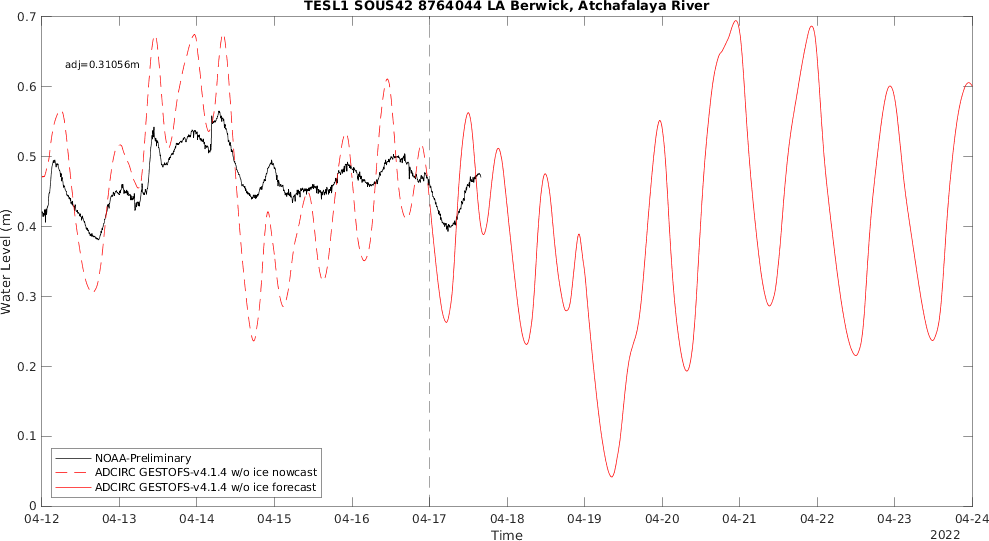 TESL1 SOUS42 8764044 LA Berwick, Atchafalaya River
0.7
0.6
0.5
0.4
0.3
0.2
0.1
0
Water Level (m)
adj=0.31056m
NOAA-Preliminary
ADCIRC GESTOFS-v4.1.4 w/o ice nowcast
ADCIRC GESTOFS-v4.1.4 w/o ice forecast
04-12 04-13 04-14 04-15 04-16 04-17 04-18 04-19 04-20 04-21 04-22 04-23 04-24
Time
2022